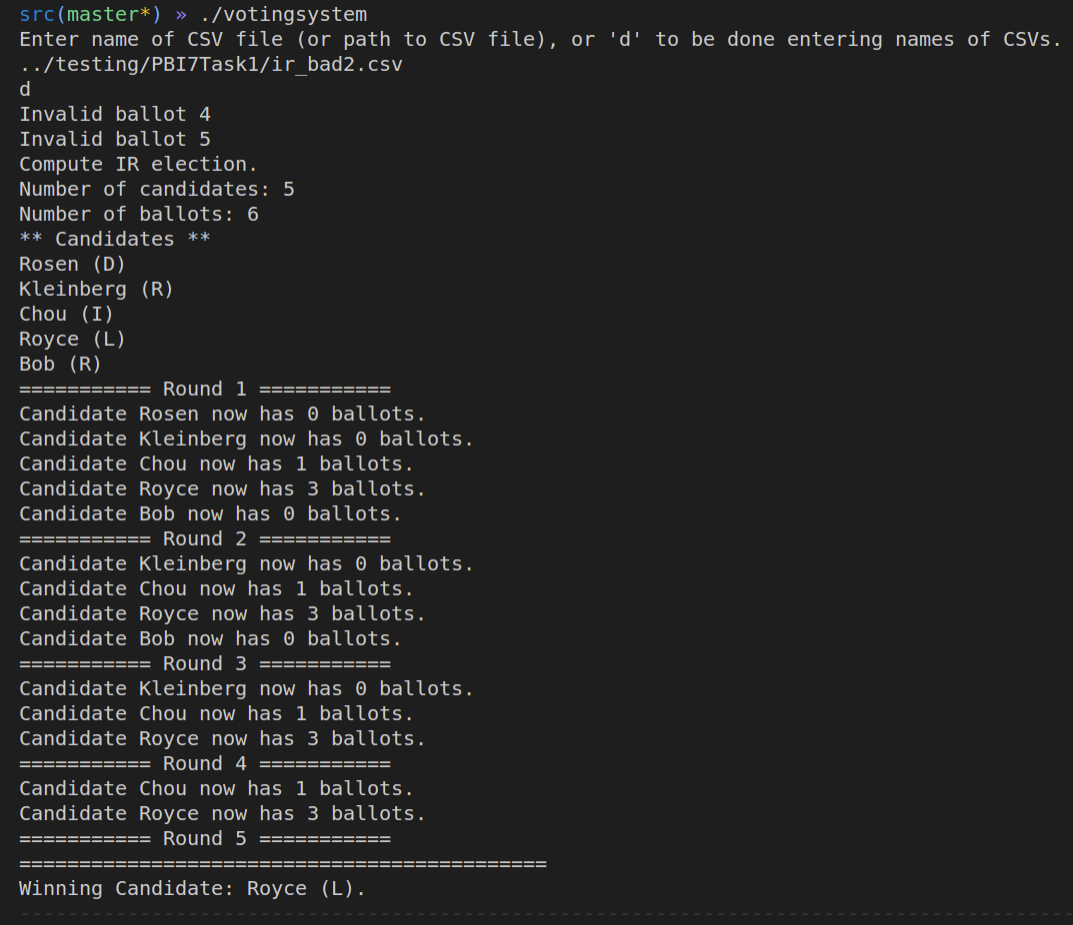 src(master*) » ./votingsystem
Enter name of CSV file (or path to CSV file), or 'd' to be done entering names of CSVs.
../testing/PBI7Task1/ir_bad2.csv
d
Invalid ballot 4
Invalid ballot 5
Compute IR election.
Number of candidates: 5
Number of ballots: 6
** Candidates **
Rosen (D)
Kleinberg (R)
Chou (I)
Royce (L)
Bob (R)
=========== Round 1 ===========
Candidate Rosen now has 0 ballots.
Candidate Kleinberg now has 0 ballots.
Candidate Chou now has 1 ballots.
Candidate Royce now has 3 ballots.
Candidate Bob now has 0 ballots.
=========== Round 2 ===========
Candidate Kleinberg now has 0 ballots.
Candidate Chou now has 1 ballots.
Candidate Royce now has 3 ballots.
Candidate Bob now has 0 ballots.
=========== Round 3 ===========
Candidate Kleinberg now has 0 ballots.
Candidate Chou now has 1 ballots.
Candidate Royce now has 3 ballots.
=========== Round 4 ===========
Candidate Chou now has 1 ballots.
Candidate Royce now has 3 ballots.
=========== Round 5 ===========
============================================
Winning Candidate: Royce (L).